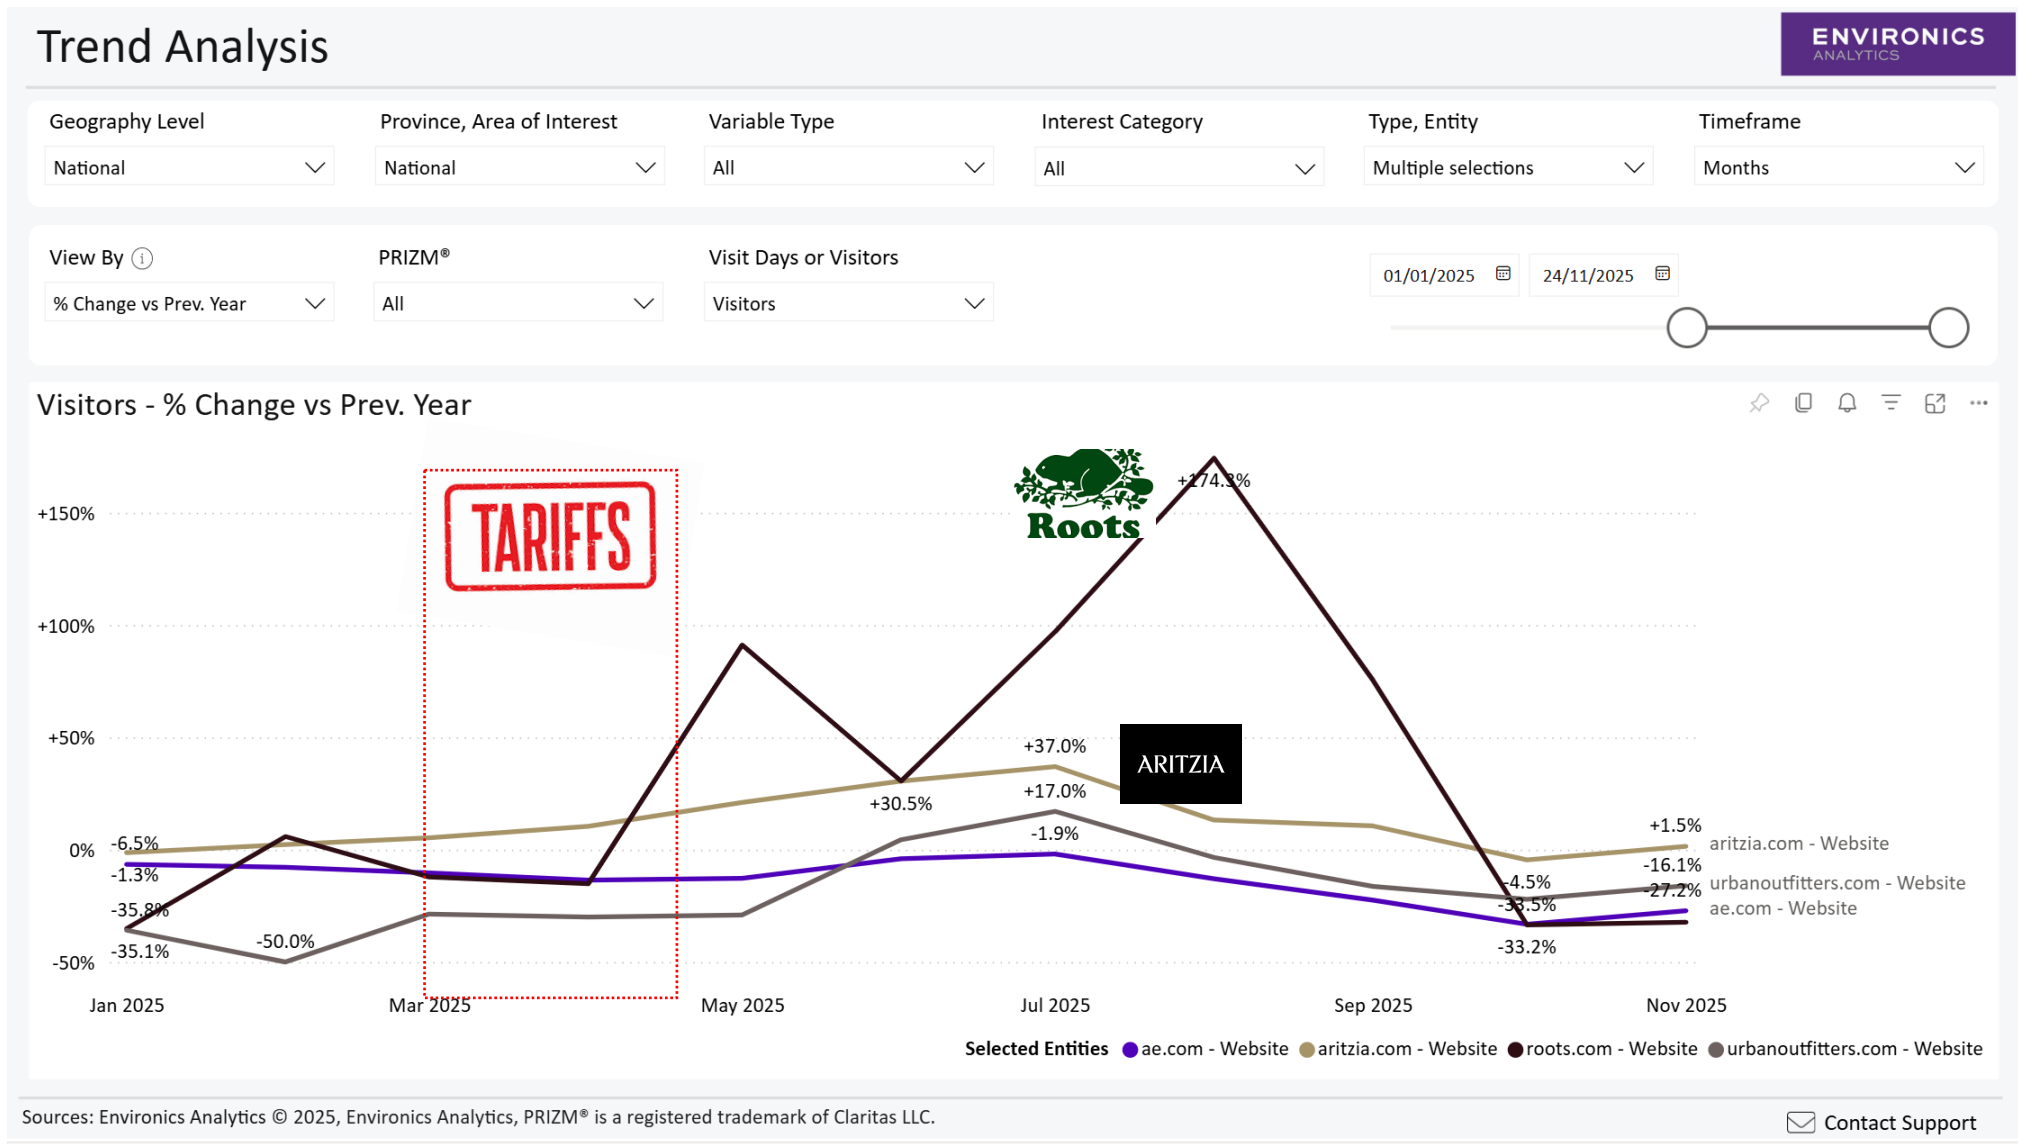 Trend Analysis
ENVIRONICS
ANALYTICS
Geography Level
Province, Area of Interest
Variable Type
Interest Category
Type, Entity
Timeframe
National
National
All
All
Multiple selections
Months
View By
PRIZM®
Visit Days or Visitors
% Change vs Prev. Year
All
Visitors
01/01/2025
24/11/2025
Visitors - % Change vs Prev. Year
TARIFFS
Roots
ARITZIA
+150%
+100%
+50%
0%
-50%
-6.5%
-1.3%
-35.8%
-35.1%
-50.0%
+30.5%
+37.0%
+17.0%
-1.9%
+174.3%
-4.5%
-33.5%
-33.2%
+1.5%
-16.1%
-27.2%
aritzia.com - Website
urbanoutfitters.com - Website
ae.com - Website
Jan 2025
Mar 2025
May 2025
Jul 2025
Sep 2025
Nov 2025
Selected Entities
ae.com - Website
aritzia.com - Website
roots.com - Website
urbanoutfitters.com - Website
Sources: Environics Analytics © 2025, Environics Analytics, PRIZM® is a registered trademark of Claritas LLC.
Contact Support